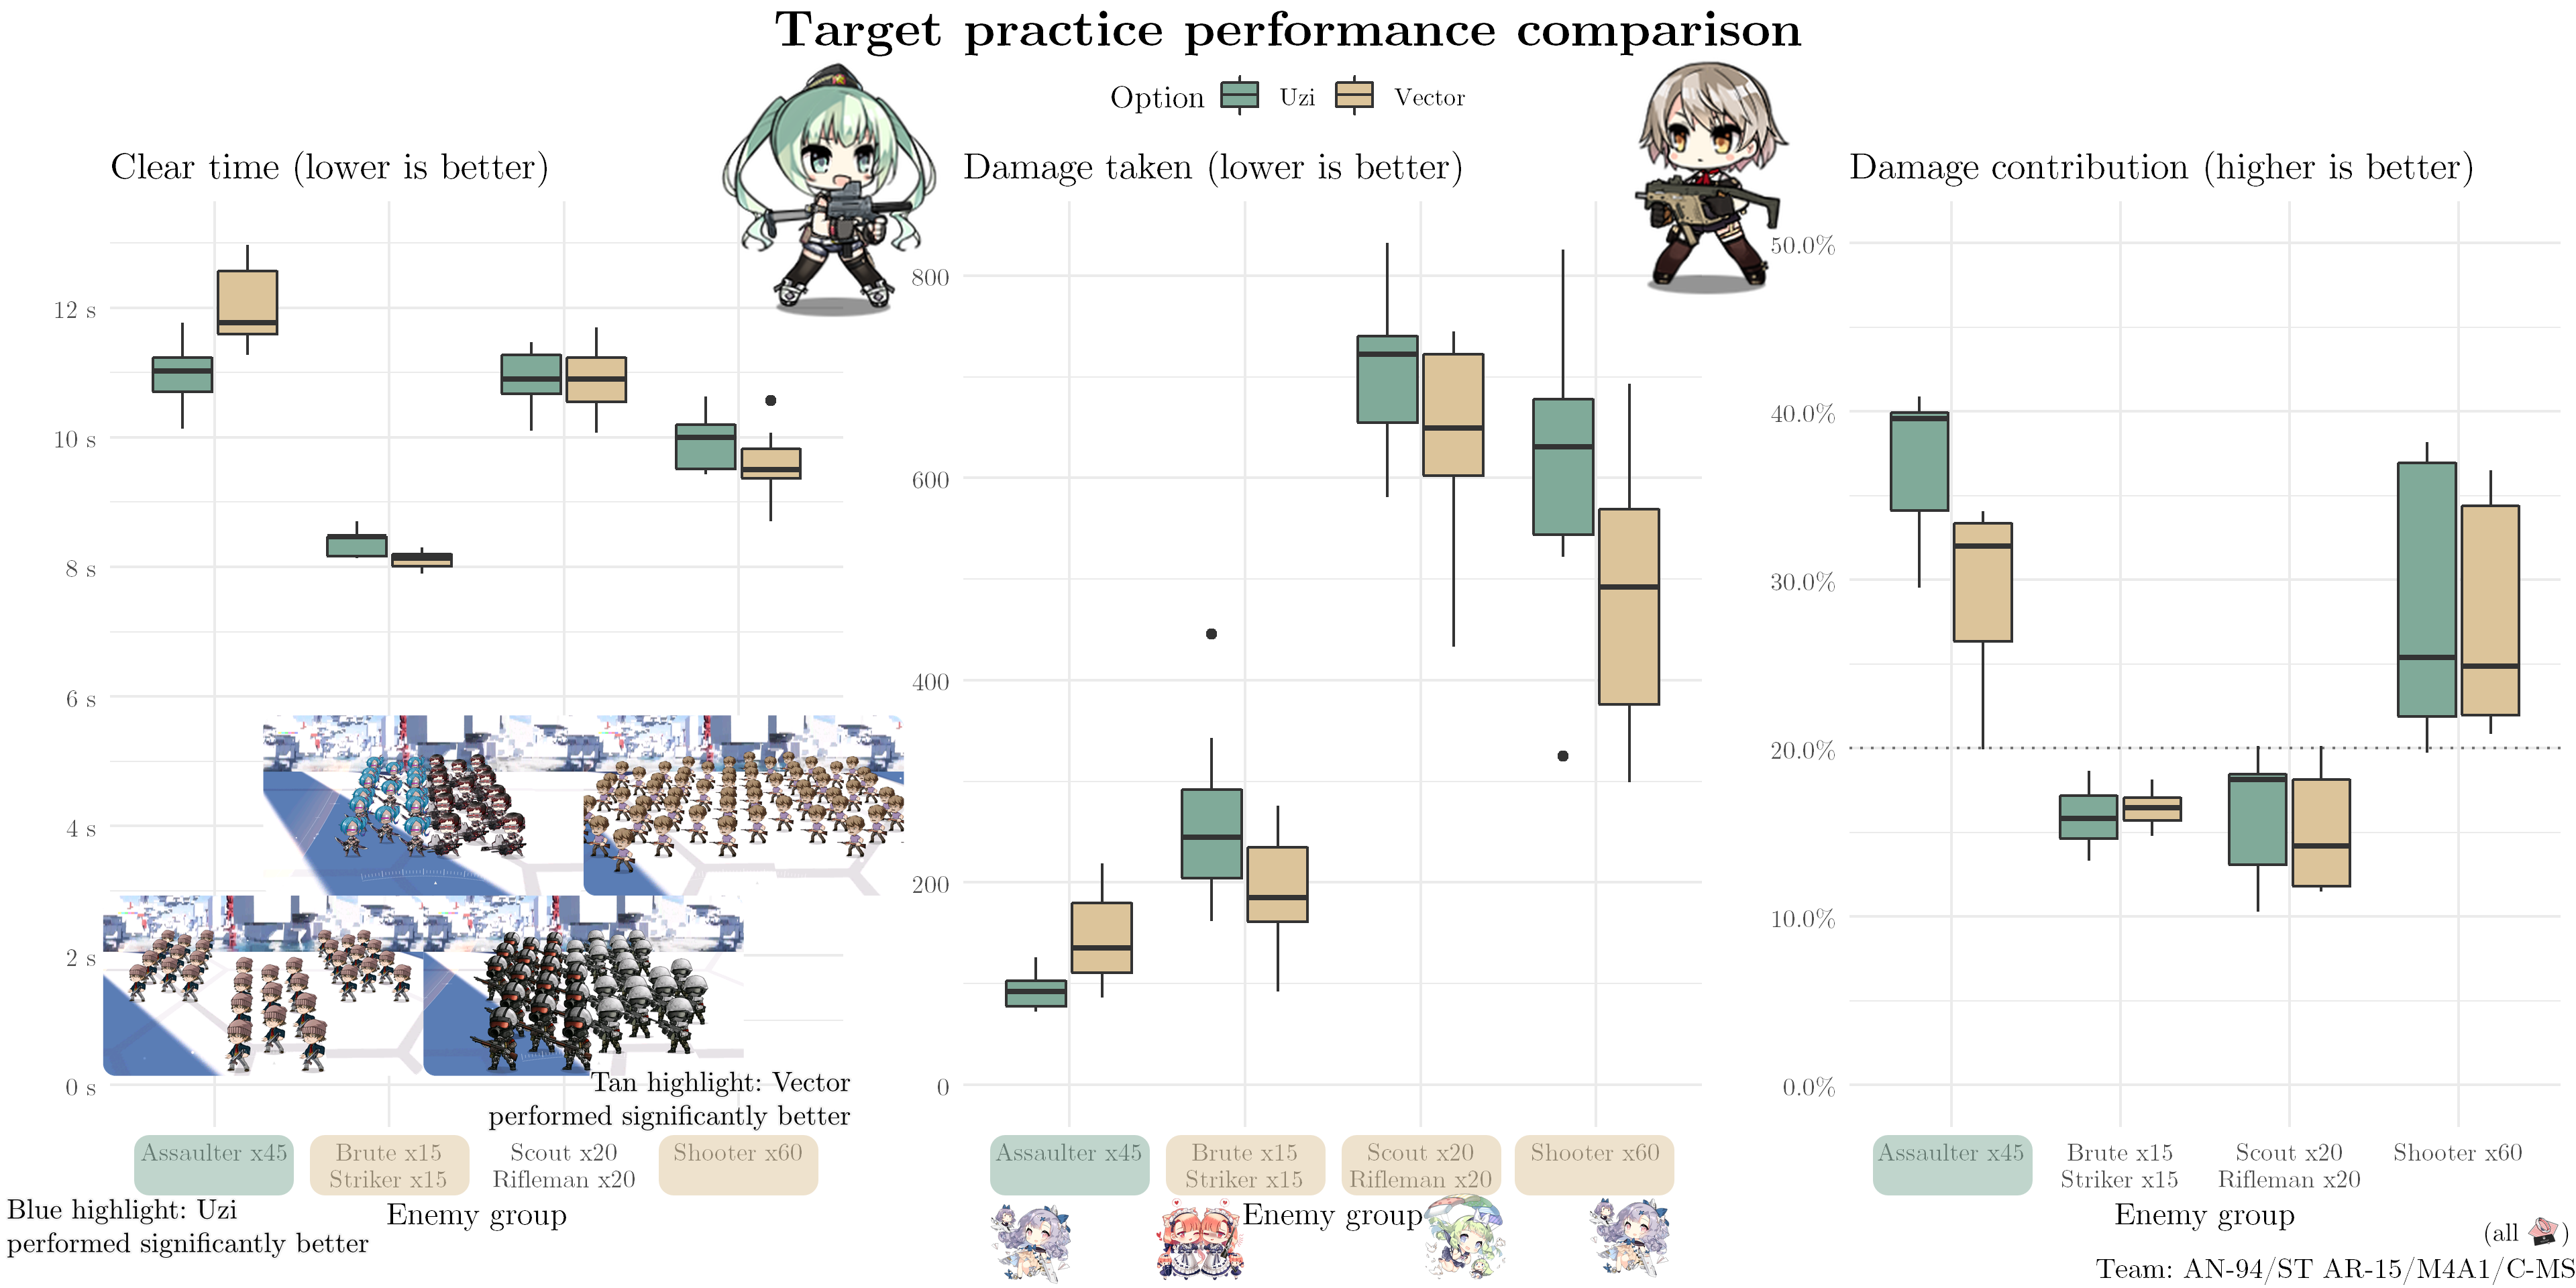 Target practice performance comparison
Option Uzi Vector
Clear time (lower is better)
12 s
10 s
8 s
6 s
4 s
2 s
0 s
Tan highlight: Vector
performed significantly better
Assaulter x45
Brute x15
Striker x15
Scout x20
Rifleman x20
Shooter x60
Enemy group
Blue highlight: Uzi
performed significantly better
Damage taken (lower is better)
800
600
400
200
0
Assaulter x45
Brute x15
Striker x15
Scout x20
Rifleman x20
Shooter x60
Enemy group
Damage contribution (higher is better)
50.0%
40.0%
30.0%
20.0%
10.0%
0.0%
Assaulter x45
Brute x15
Striker x15
Scout x20
Rifleman x20
Shooter x60
Enemy group
(all )
Team: AN-94/ST AR-15/M4A1/C-MS